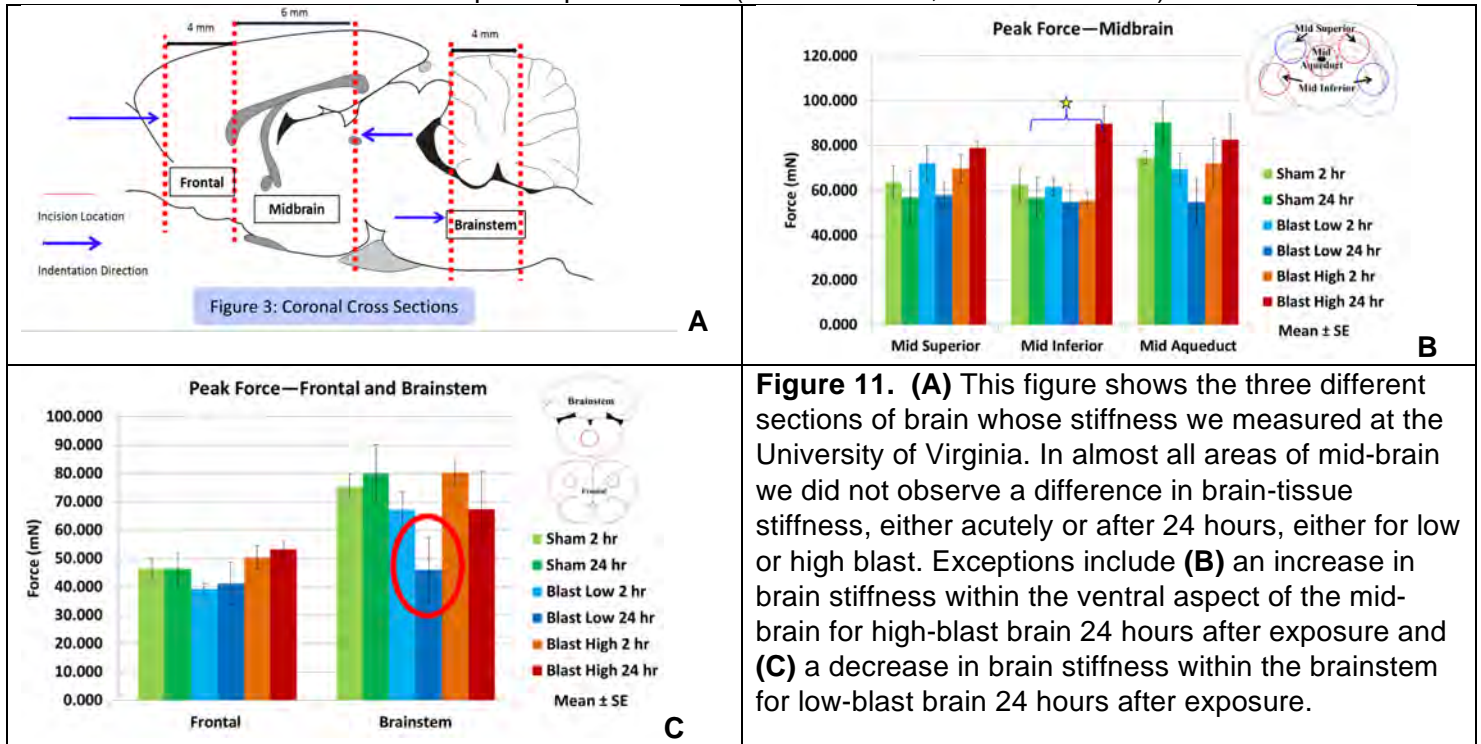 4 mm
6 mm
4 mm
Frontal
Midbrain
Brainstem
Incision Location
Indentation Direction
Figure 3: Coronal Cross Sections
A
Peak Force—Midbrain
Mid Superior
Mid
Aqueduct
Mid Inferior
120.000
100.000
80.000
60.000
40.000
20.000
0.000
Force (mN)
Mid Superior
Mid Inferior
Mid Aqueduct
Sham 2 hr
Sham 24 hr
Blast Low 2 hr
Blast Low 24 hr
Blast High 2 hr
Blast High 24 hr
Mean ± SE
B
Peak Force—Frontal and Brainstem
Brainstem
Frontal
100.000
90.000
80.000
70.000
60.000
50.000
40.000
30.000
20.000
10.000
0.000
Force (mN)
Frontal
Brainstem
Sham 2 hr
Sham 24 hr
Blast Low 2 hr
Blast Low 24 hr
Blast High 2 hr
Blast High 24 hr
Mean ± SE
C
Figure 11. (A) This figure shows the three different
sections of brain whose stiffness we measured at the
University of Virginia. In almost all areas of mid-brain
we did not observe a difference in brain-tissue
stiffness, either acutely or after 24 hours, either for low
or high blast. Exceptions include (B) an increase in
brain stiffness within the ventral aspect of the mid-
brain for high-blast brain 24 hours after exposure and
(C) a decrease in brain stiffness within the brainstem
for low-blast brain 24 hours after exposure.